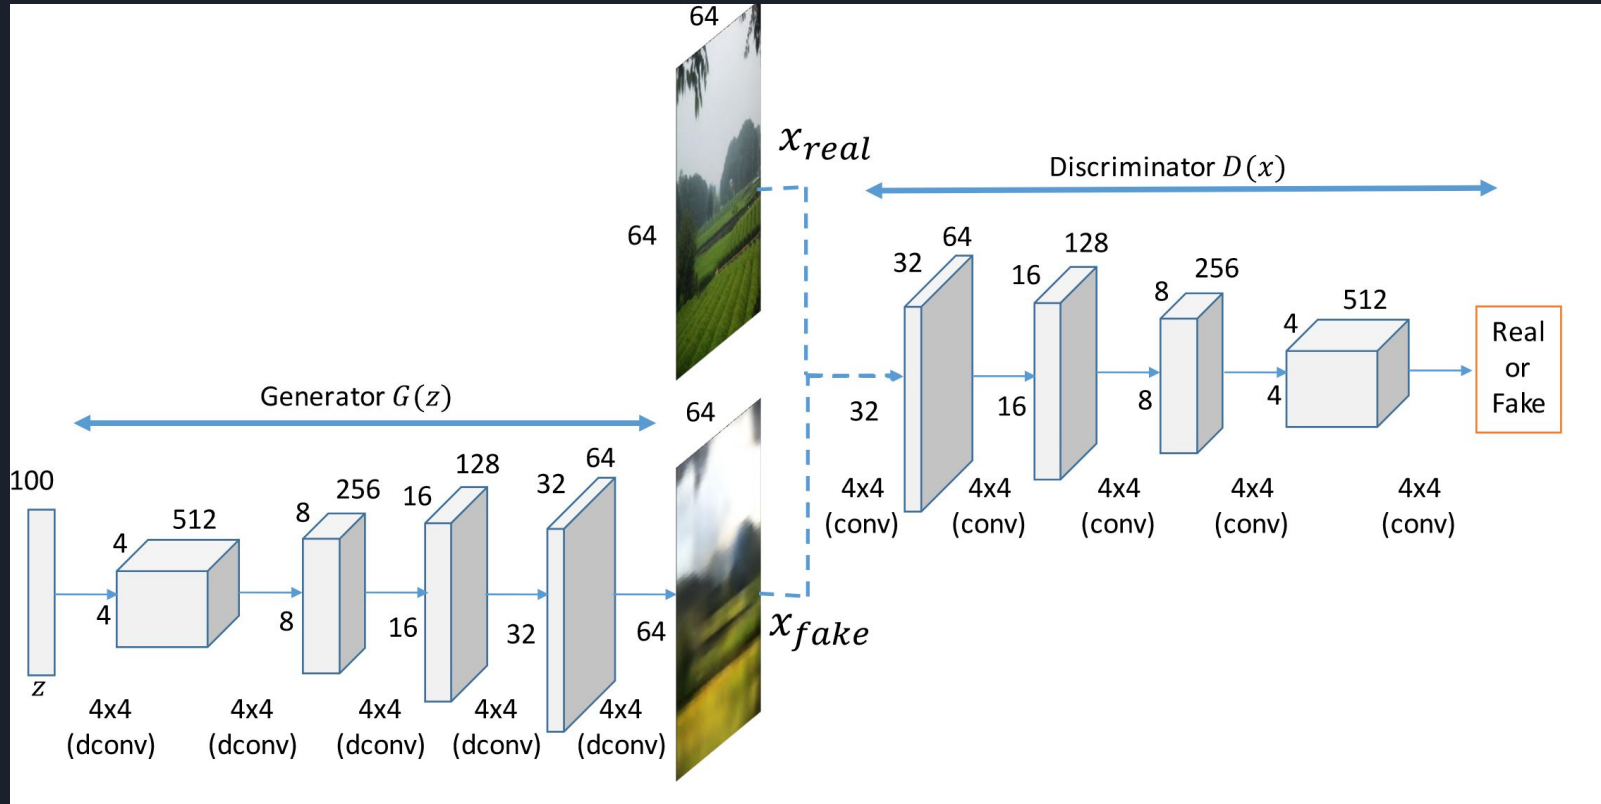 64
64
x_real
Discriminator D(x)
32
64
32
16
128
16
8
256
8
4
512
4
Real
or
Fake
4x4
(conv)
4x4
(conv)
4x4
(conv)
4x4
(conv)
4x4
(conv)
Generator G(z)
100
z
4
512
4
8
256
8
16
128
16
32
64
32
64
64
x_fake
4x4
(dconv)
4x4
(dconv)
4x4
(dconv)
4x4
(dconv)
4x4
(dconv)